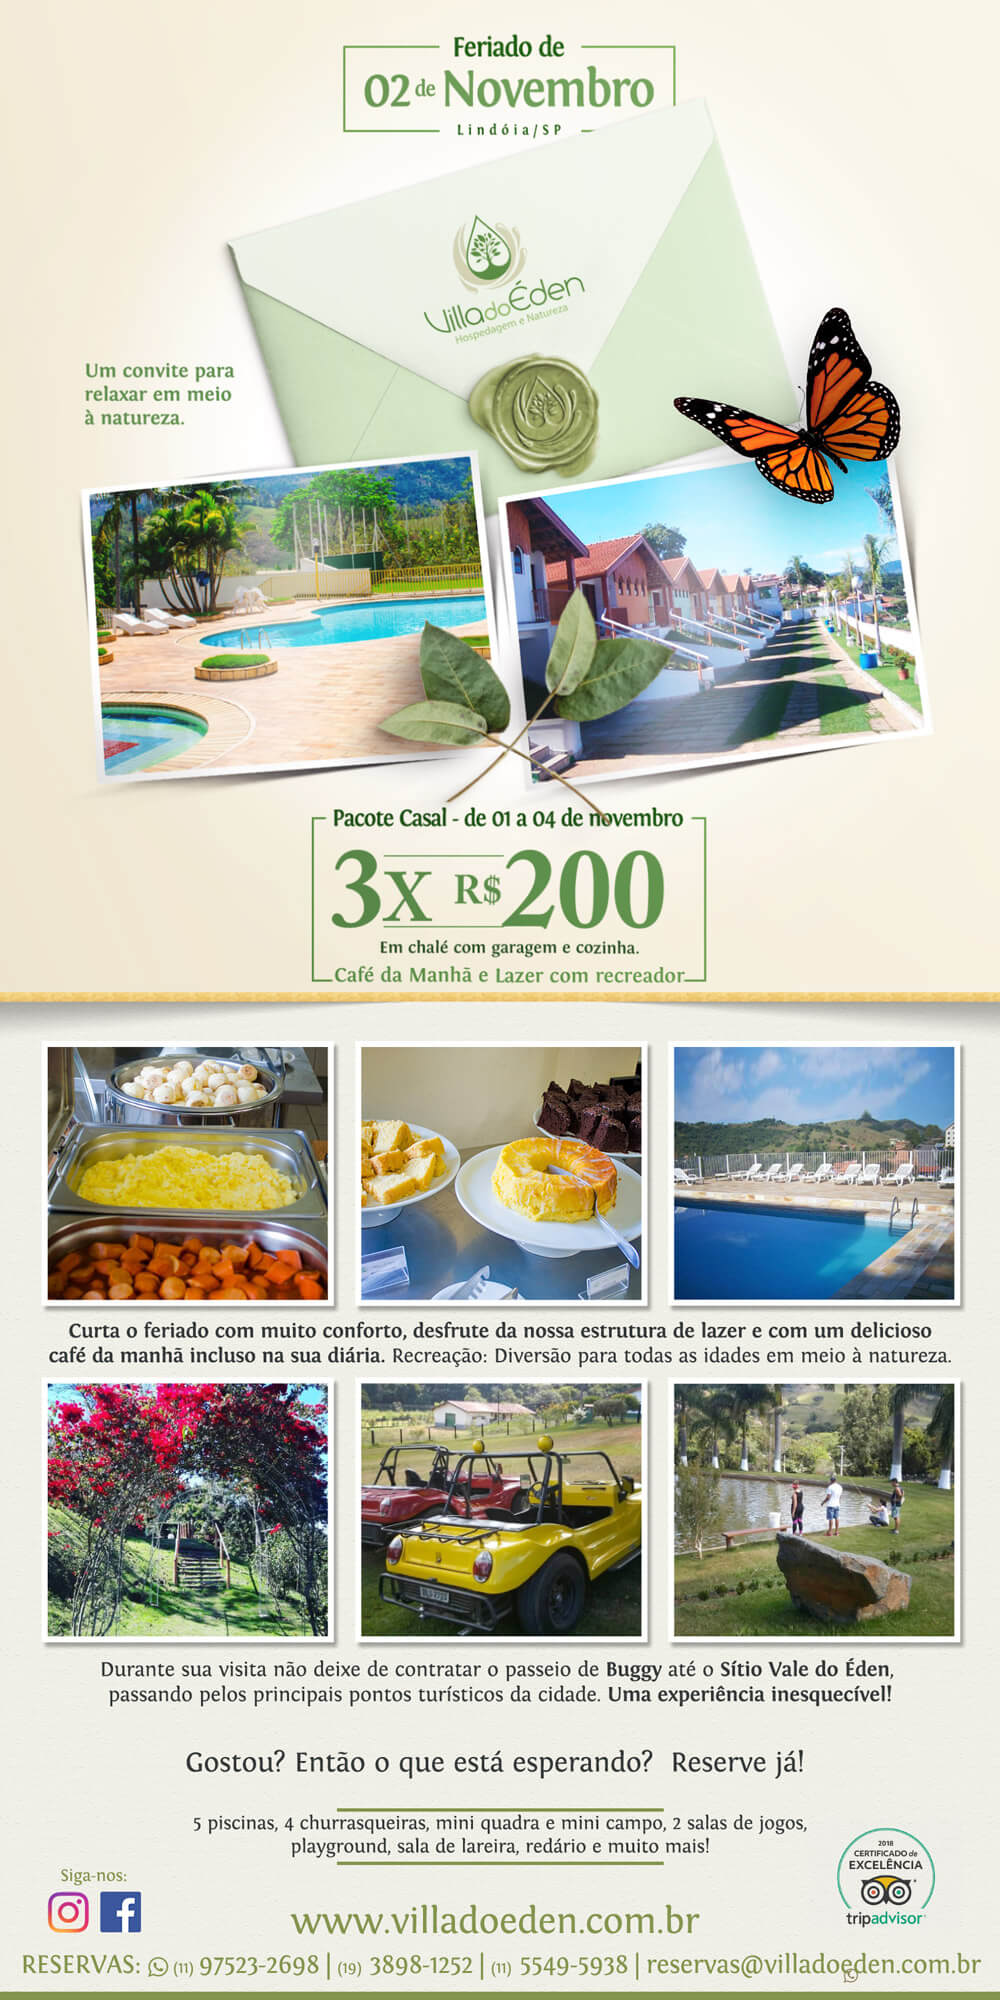 Feriado de
02 de Novembro
Lindóia/SP
Villa do Éden
Hospedagem e Natureza
Um convite para
relaxar em meio
à natureza.
Pacote Casal - de 01 a 04 de novembro
3X R$200
Em chalé com garagem e cozinha.
Café da Manhã e Lazer com recreador
Curta o feriado com muito conforto, desfrute da nossa estrutura de lazer e com um delicioso
café da manhã incluso na sua diária. Recreação: Diversão para todas as idades em meio à natureza.
Durante sua visita não deixe de contratar o passeio de Buggy até o Sítio Vale do Éden,
passando pelos principais pontos turísticos da cidade. Uma experiência inesquecível!
Gostou? Então o que está esperando? Reserve já!
5 piscinas, 4 churrasqueiras, mini quadra e mini campo, 2 salas de jogos,
playground, sala de lareira, redário e muito mais!
Siga-nos:
2018
CERTIFICADO de
EXCELÊNCIA
tripadvisor
www.villadoeden.com.br
RESERVAS: (11) 97523-2698 | (19) 3898-1252 | (11) 5549-5938 | reservas@villadoeden.com.br